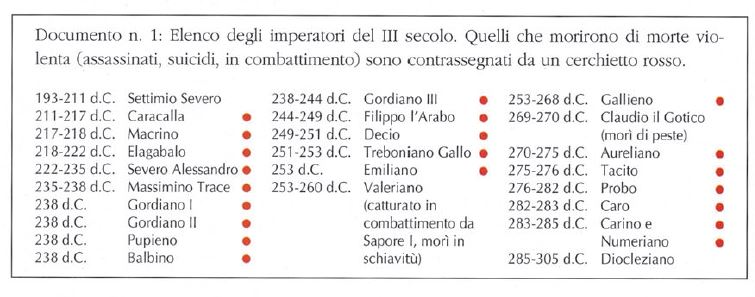 Documento n. 1: Elenco degli imperatori del III secolo. Quelli che morirono di morte vio-
lenta (assassinati, suicidi, in combattimento) sono contrassegnati da un cerchietto rosso.
193-211 d.C. Settimio Severo
211-217 d.C. Caracalla
217-218 d.C. Macrino
218-222 d.C. Elagabalo
222-235 d.C. Severo Alessandro
235-238 d.C. Massimino Trace
238 d.C. Gordiano I
238 d.C. Gordiano II
238 d.C. Pupieno
238 d.C. Balbino
238-244 d.C. Gordiano III
244-249 d.C. Filippo l'Arabo
249-251 d.C. Decio
251-253 d.C. Treboniano Gallo
253 d.C. Emiliano
253-260 d.C. Valeriano
(catturato in
combattimento da
Sapore I, morì in
schiavitù)
253-268 d.C. Gallieno
269-270 d.C. Claudio il Gotico
(morì di peste)
270-275 d.C. Aureliano
275-276 d.C. Tacito
276-282 d.C. Probo
282-283 d.C. Caro
283-285 d.C. Carino e
Numeriano
285-305 d.C. Diocleziano